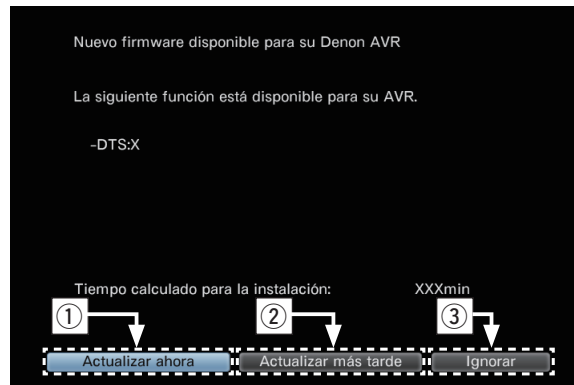 Nuevo firmware disponible para su Denon AVR
La siguiente función está disponible para su AVR.
-DTS:X
Tiempo calculado para la instalación: XXXmin
① ② ③
Actualizar ahora Actualizar más tarde Ignorar